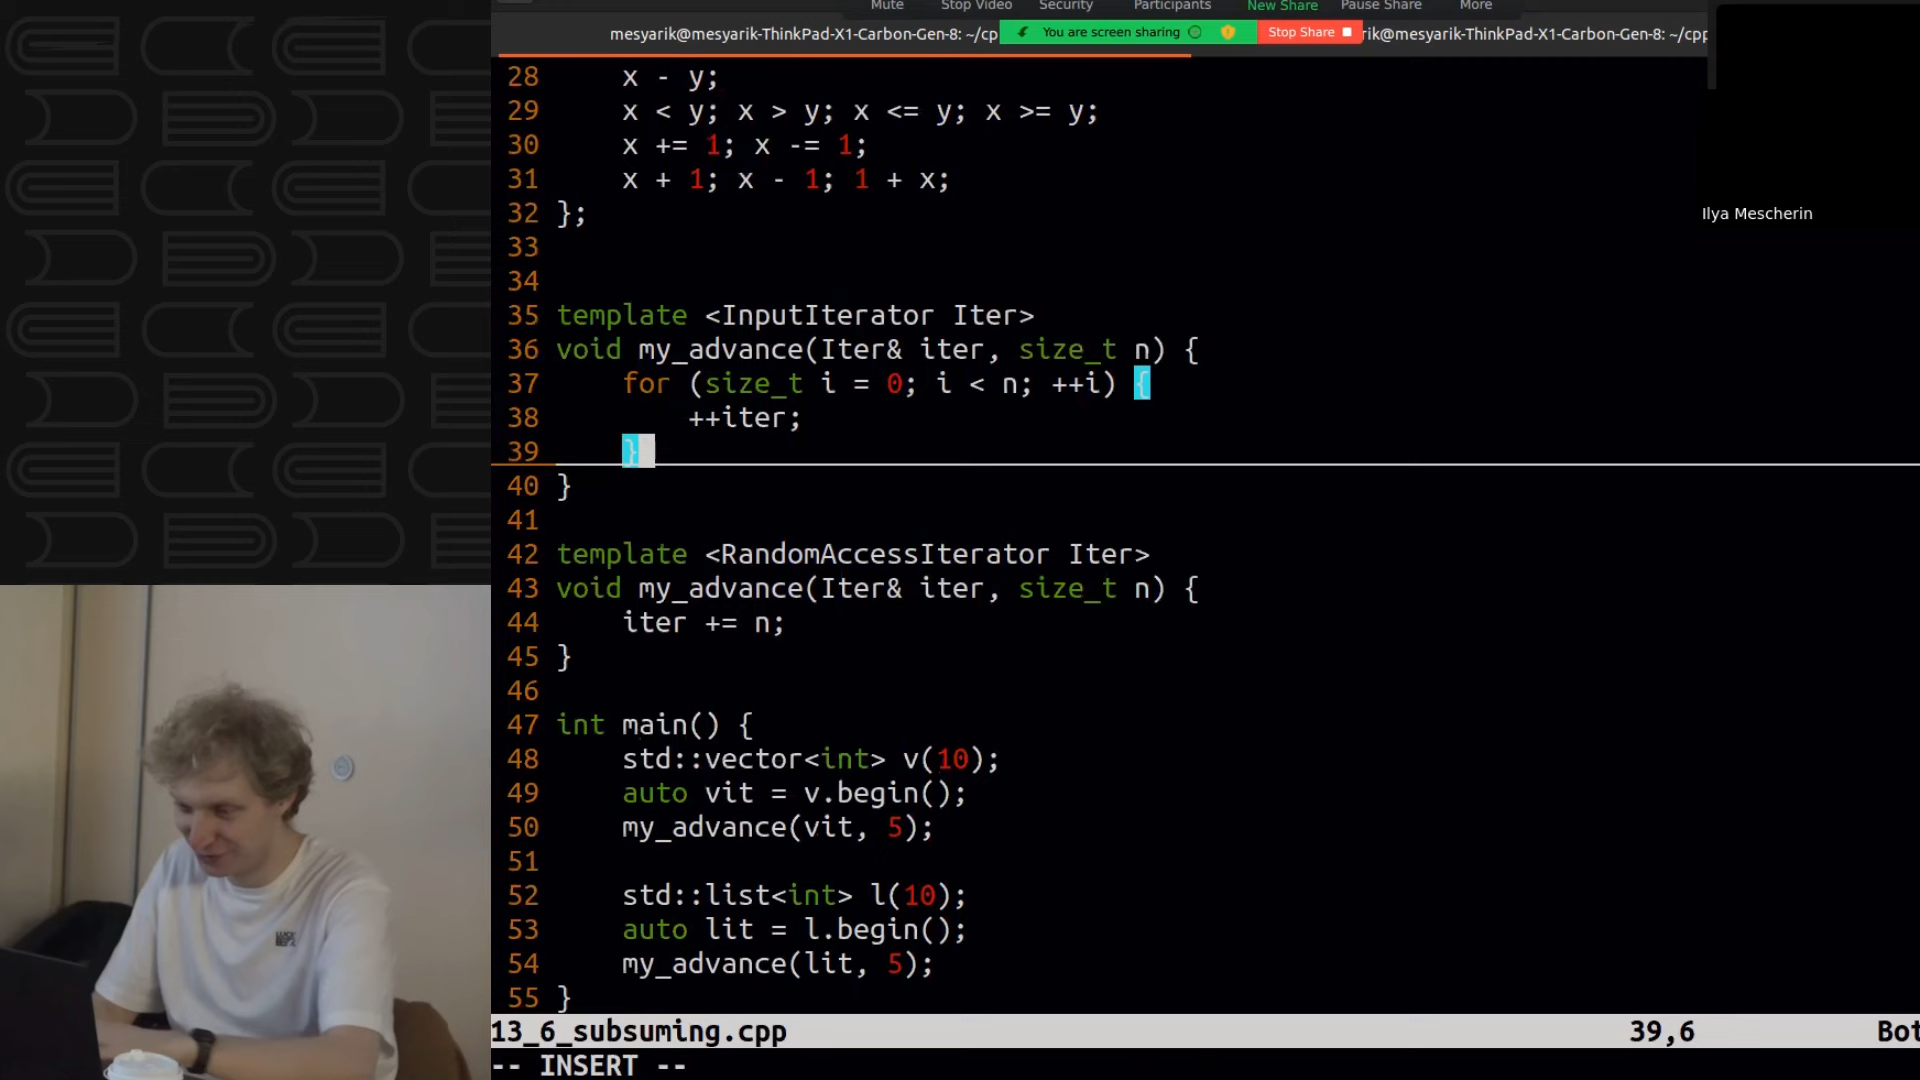 Mute Stop Video Security Participants New Share Pause Share More
mesyarik@mesyarik-ThinkPad-X1-Carbon-Gen-8: ~/cp
You are screen sharing
Stop Share
rik@mesyarik-ThinkPad-X1-Carbon-Gen-8: ~/cpp
Ilya Mescherin
28     x - y;
29     x < y; x > y; x <= y; x >= y;
30     x += 1; x -= 1;
31     x + 1; x - 1; 1 + x;
32 };
33
34
35 template <InputIterator Iter>
36 void my_advance(Iter& iter, size_t n) {
37     for (size_t i = 0; i < n; ++i) {
38         ++iter;
39     }
40 }
41
42 template <RandomAccessIterator Iter>
43 void my_advance(Iter& iter, size_t n) {
44     iter += n;
45 }
46
47 int main() {
48     std::vector<int> v(10);
49     auto vit = v.begin();
50     my_advance(vit, 5);
51
52     std::list<int> l(10);
53     auto lit = l.begin();
54     my_advance(lit, 5);
55 }
13_6_subsuming.cpp 39,6 Bot
-- INSERT --